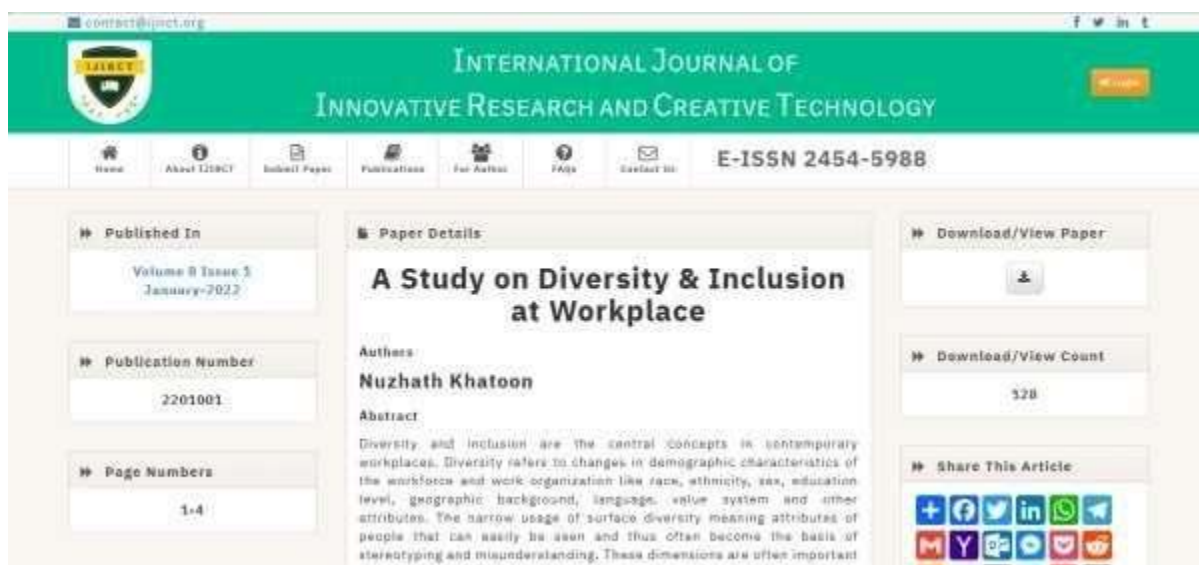 contact@ijirct.org
f in t
IJIRCT
INTERNATIONAL JOURNAL OF
INNOVATIVE RESEARCH AND CREATIVE TECHNOLOGY
Login
Home
About IJIRCT
Submit Paper
Publications
For Author
FAQs
Contact Us
E-ISSN 2454-5988
Published In
Volume 8 Issue 1
January-2022
Publication Number
2201001
Page Numbers
1-4
Paper Details
A Study on Diversity & Inclusion
at Workplace
Authors
Nuzhath Khatoon
Abstract
Diversity and inclusion are the central concepts in contemporary
workplaces. Diversity refers to changes in demographic characteristics of
the workforce and work organization like race, ethnicity, sex, education
level, geographic background, language, value system and other
attributes. The narrow usage of surface diversity meaning attributes of
people that can easily be seen and thus often become the basis of
stereotyping and misunderstanding. These dimensions are often important
Download/View Paper
Download/View Count
528
Share This Article